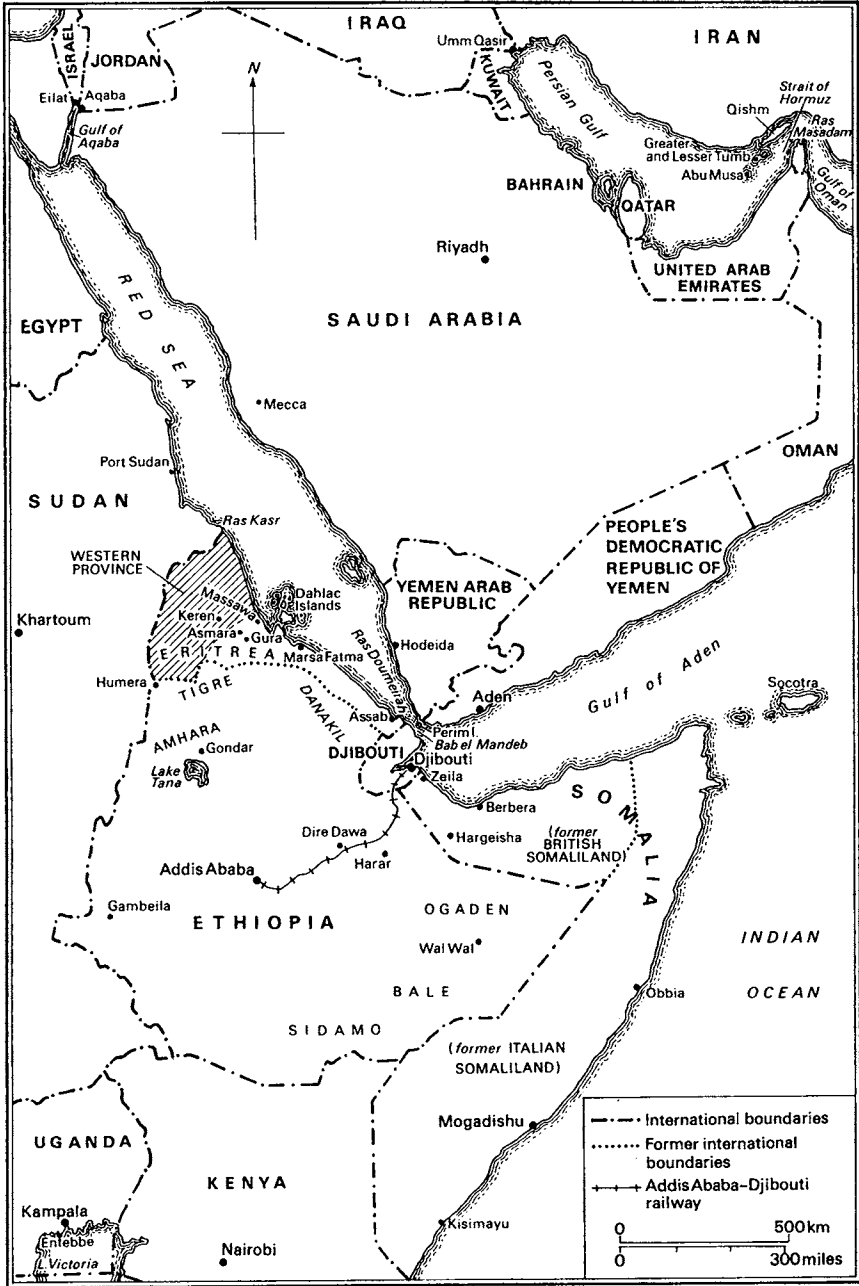 IRAQ
IRAN
ISRAEL
JORDAN
Umm Qasir
KUWAIT
Persian Gulf
Strait of
Hormuz
Qishm
Ras
Masadam
Eilat
Aqaba
Gulf of
Aqaba
N
Greater
and Lesser Tumb
Abu Musa
Gulf of
Oman
BAHRAIN
QATAR
Riyadh
UNITED ARAB
EMIRATES
RED SEA
EGYPT
SAUDI ARABIA
Mecca
Port Sudan
OMAN
SUDAN
Ras Kasr
PEOPLE'S
DEMOCRATIC
REPUBLIC OF
YEMEN
WESTERN
PROVINCE
YEMEN ARAB
REPUBLIC
Dahlac
Islands
Massawa
Keren
Khartoum
Asmara
Gura
Hodeida
ERITREA
Marsa Fatma
Ras Doumeirah
Gulf of Aden
Humera
TIGRE
DANAKIL
Socotra
Aden
Assab
Perim I.
Bab el Mandeb
AMHARA
Gondar
DJIBOUTI
Djibouti
Lake
Tana
Zeila
SOMALIA
Berbera
Dire Dawa
Hargeisha
(former
BRITISH
SOMALILAND)
Harar
Addis Ababa
Gambeila
OGADEN
ETHIOPIA
INDIAN
OCEAN
Wal Wal
BALE
Obbia
SIDAMO
(former ITALIAN
SOMALILAND)
Mogadishu
UGANDA
KENYA
Kampala
Entebbe
L. Victoria
Nairobi
Kisimayu
International boundaries
Former international
boundaries
Addis Ababa-Djibouti
railway
0 500 km
0 300 miles